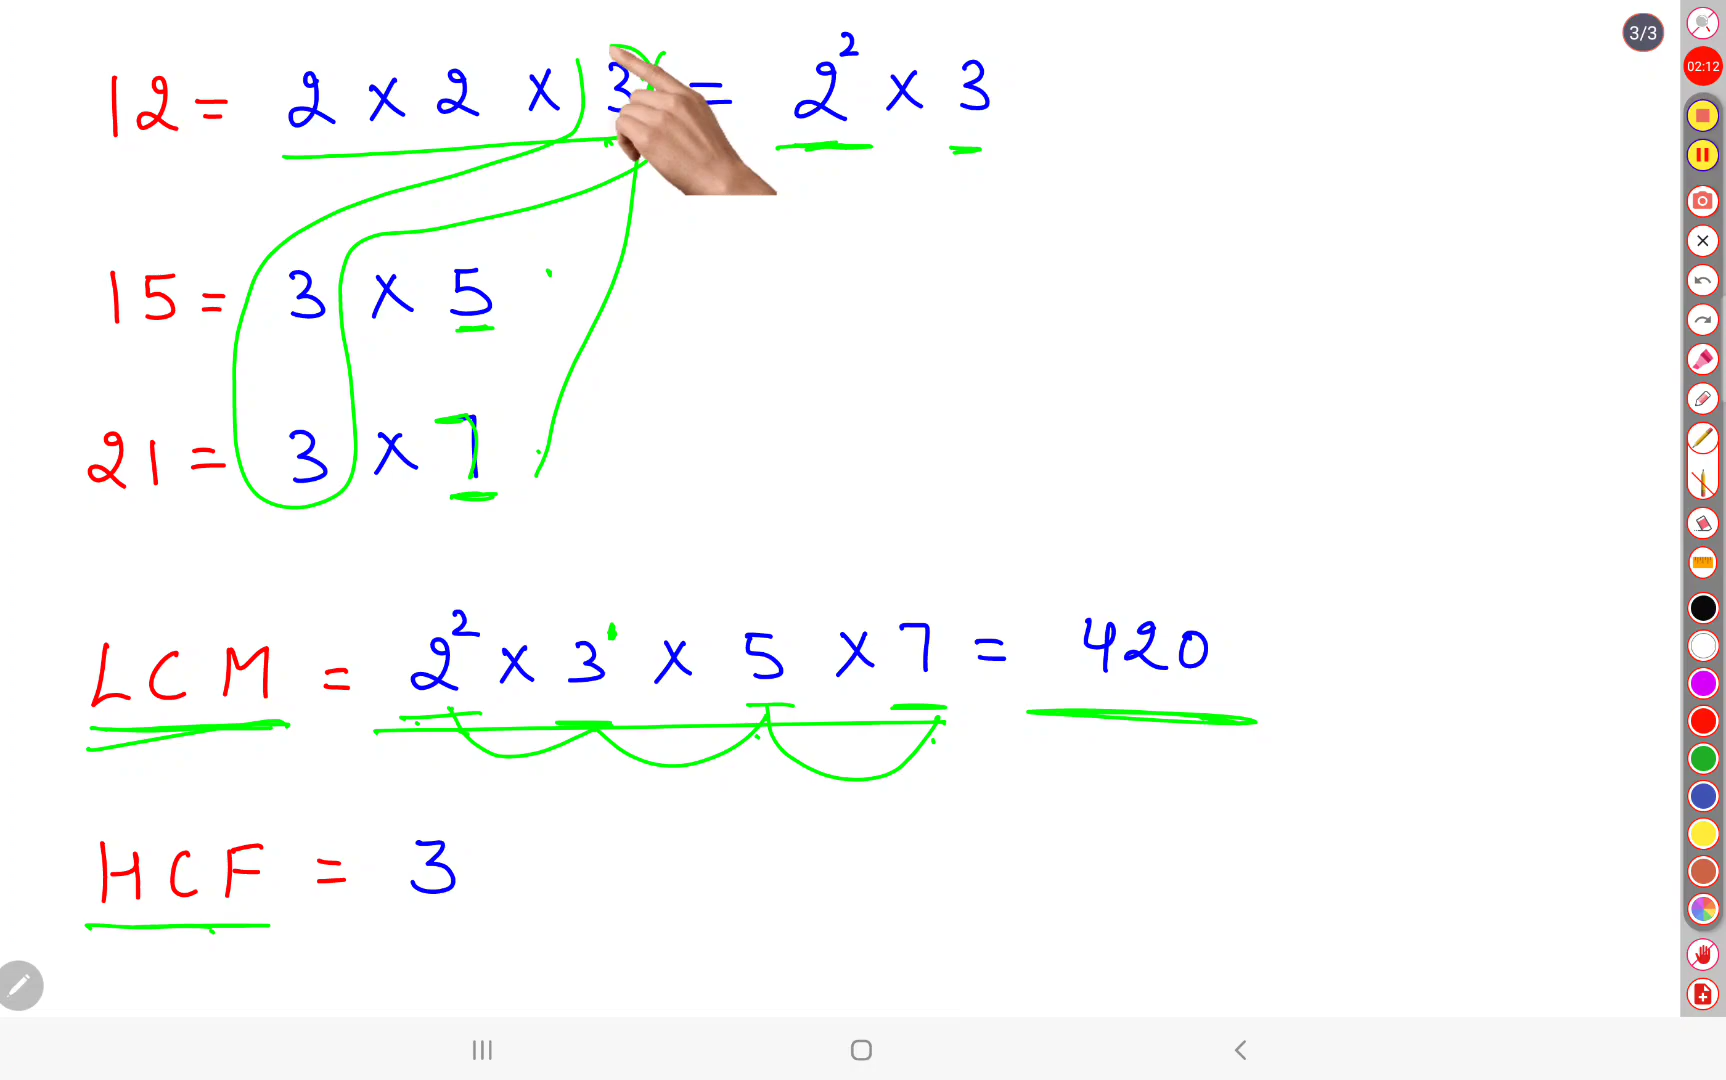 3/3
02:12
12 = 2 × 2 × 3 = 2² × 3
15 = 3 × 5
21 = 3 × 7
LCM = 2² × 3 × 5 × 7 = 420
HCF = 3